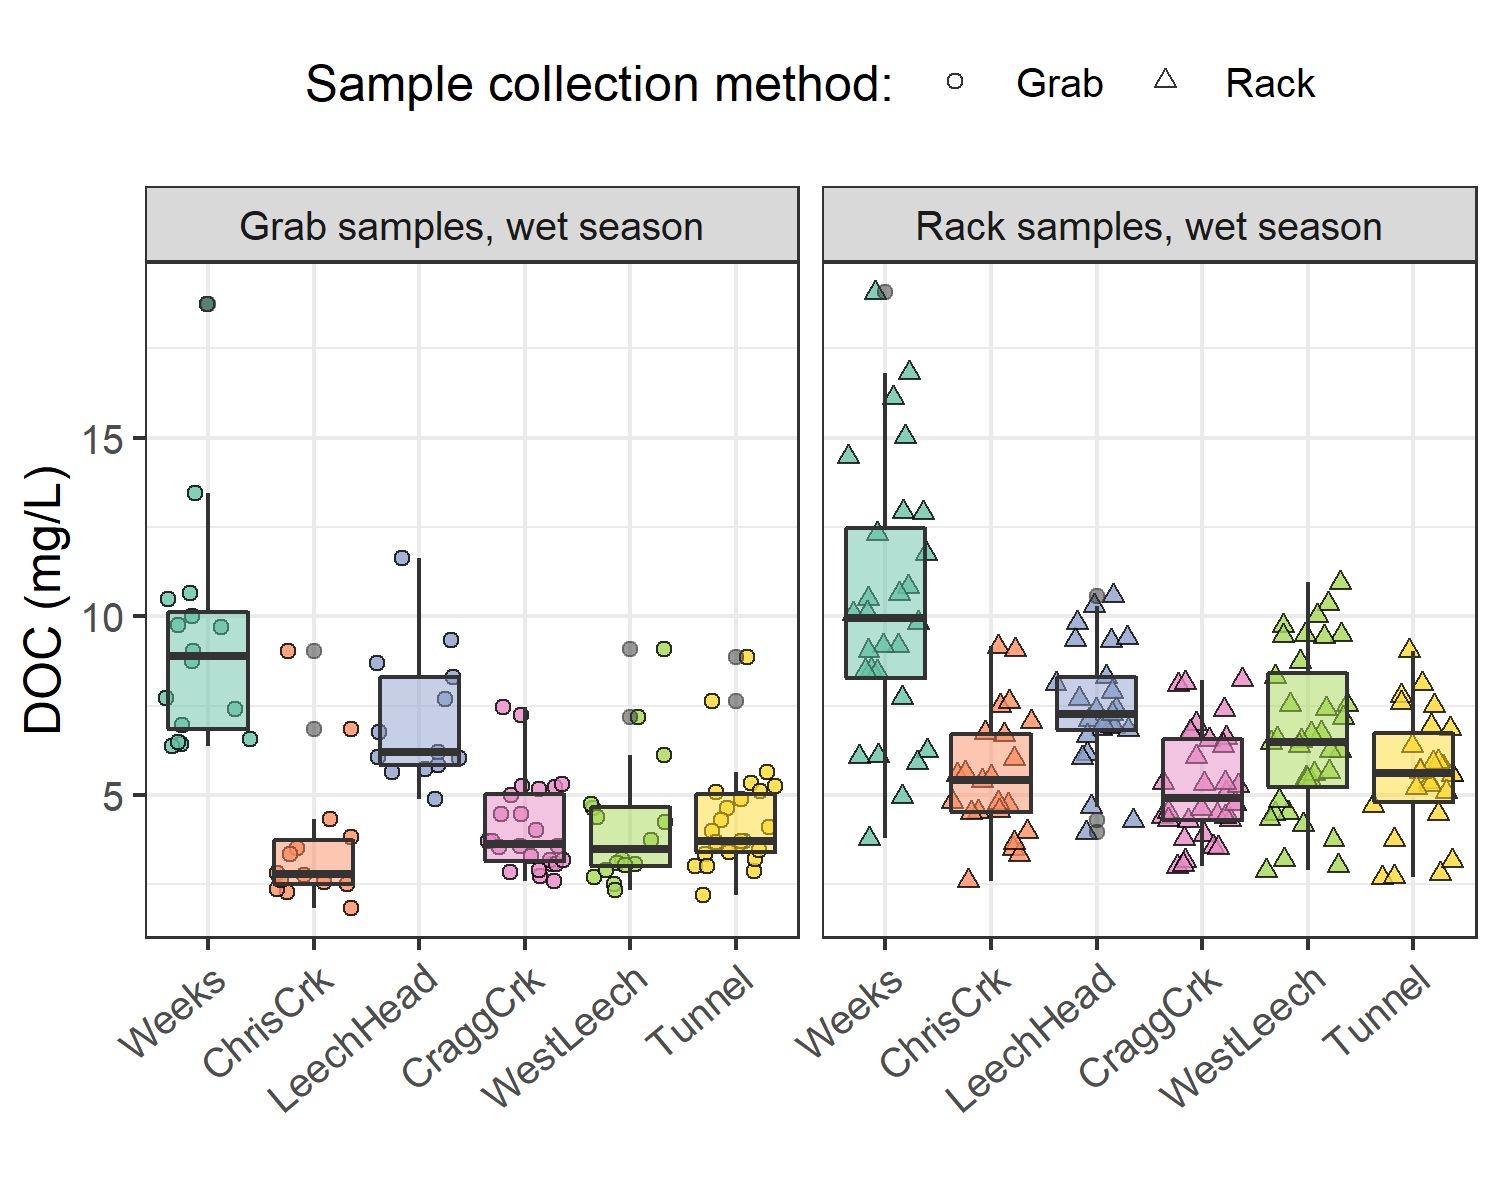 Sample collection method: Grab Rack
Grab samples, wet season
Rack samples, wet season
DOC (mg/L)
15
10
5
Weeks
ChrisCrk
LeechHead
CraggCrk
WestLeech
Tunnel
Weeks
ChrisCrk
LeechHead
CraggCrk
WestLeech
Tunnel